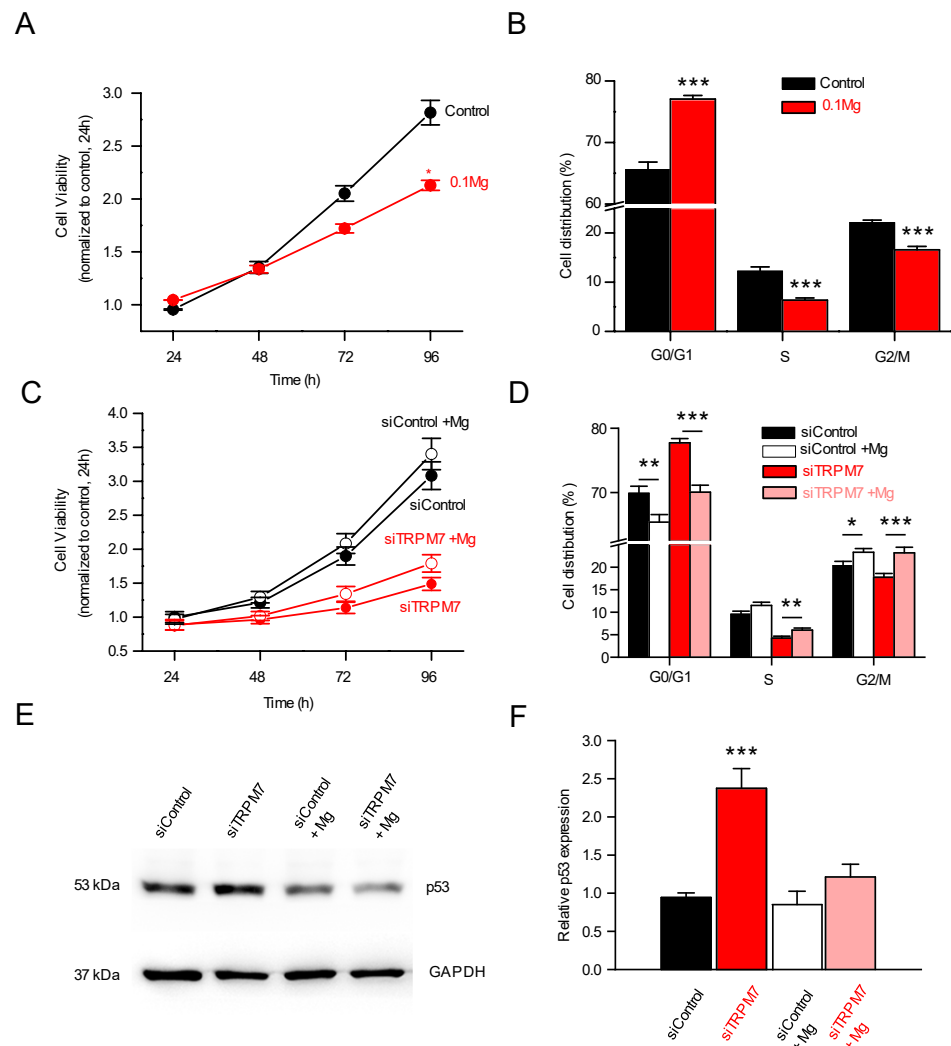 A
Cell Viability
(normalized to control, 24h)
3.0
2.5
2.0
1.5
1.0
Control
*
0.1Mg
24 48 72 96
Time (h)
B
Cell distribution (%)
80
70
60
20
10
0
***
***
***
Control
0.1Mg
G0/G1 S G2/M
C
Cell Viability
(normalized to control, 24h)
4.0
3.5
3.0
2.5
2.0
1.5
1.0
0.5
siControl +Mg
siControl
siTRPM7 +Mg
siTRPM7
24 48 72 96
Time (h)
D
Cell distribution (%)
80
70
20
10
5
0
**
***
**
*
***
siControl
siControl +Mg
siTRPM7
siTRPM7 +Mg
G0/G1 S G2/M
E
siControl
siTRPM7
siControl
+ Mg
siTRPM7
+ Mg
53 kDa
p53
37 kDa
GAPDH
F
Relative p53 expression
3.0
2.5
2.0
1.5
1.0
0.5
0.0
***
siControl
siTRPM7
siControl
+ Mg
siTRPM7
+ Mg